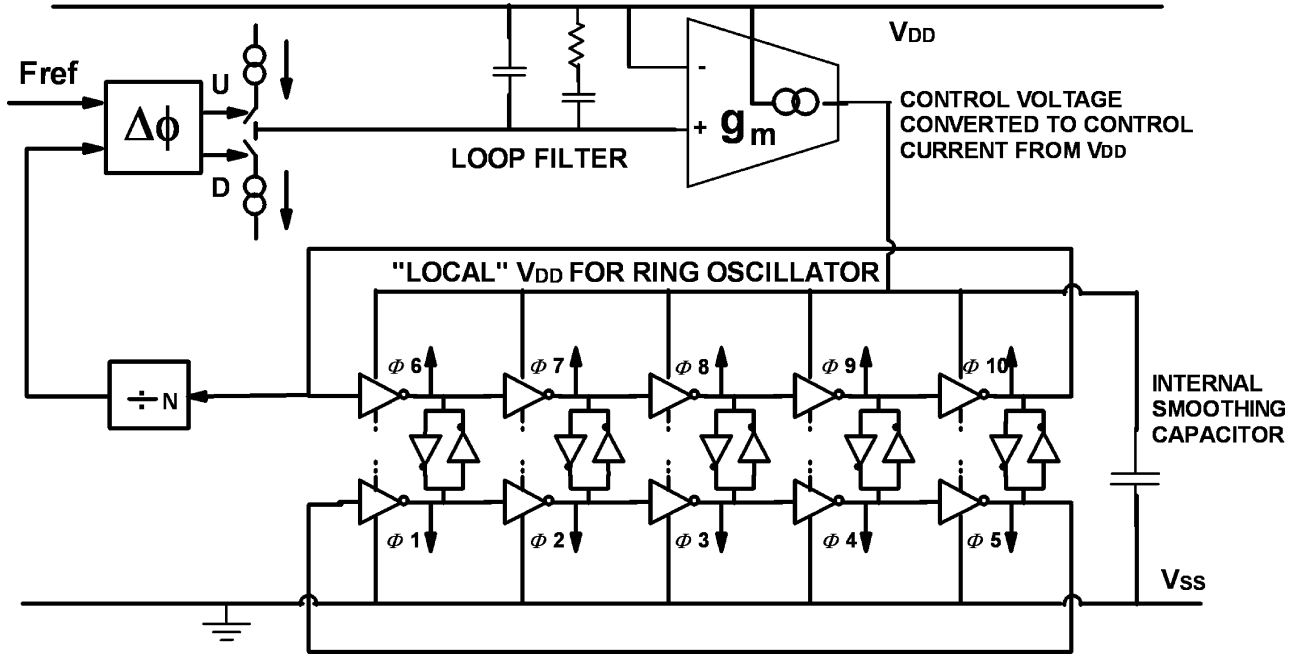 VDD
Fref
U
Δϕ
D
-
+
gm
LOOP FILTER
CONTROL VOLTAGE
CONVERTED TO CONTROL
CURRENT FROM VDD
"LOCAL" VDD FOR RING OSCILLATOR
Φ 6
Φ 7
Φ 8
Φ 9
Φ 10
÷ N
INTERNAL
SMOOTHING
CAPACITOR
Φ 1
Φ 2
Φ 3
Φ 4
Φ 5
VSS